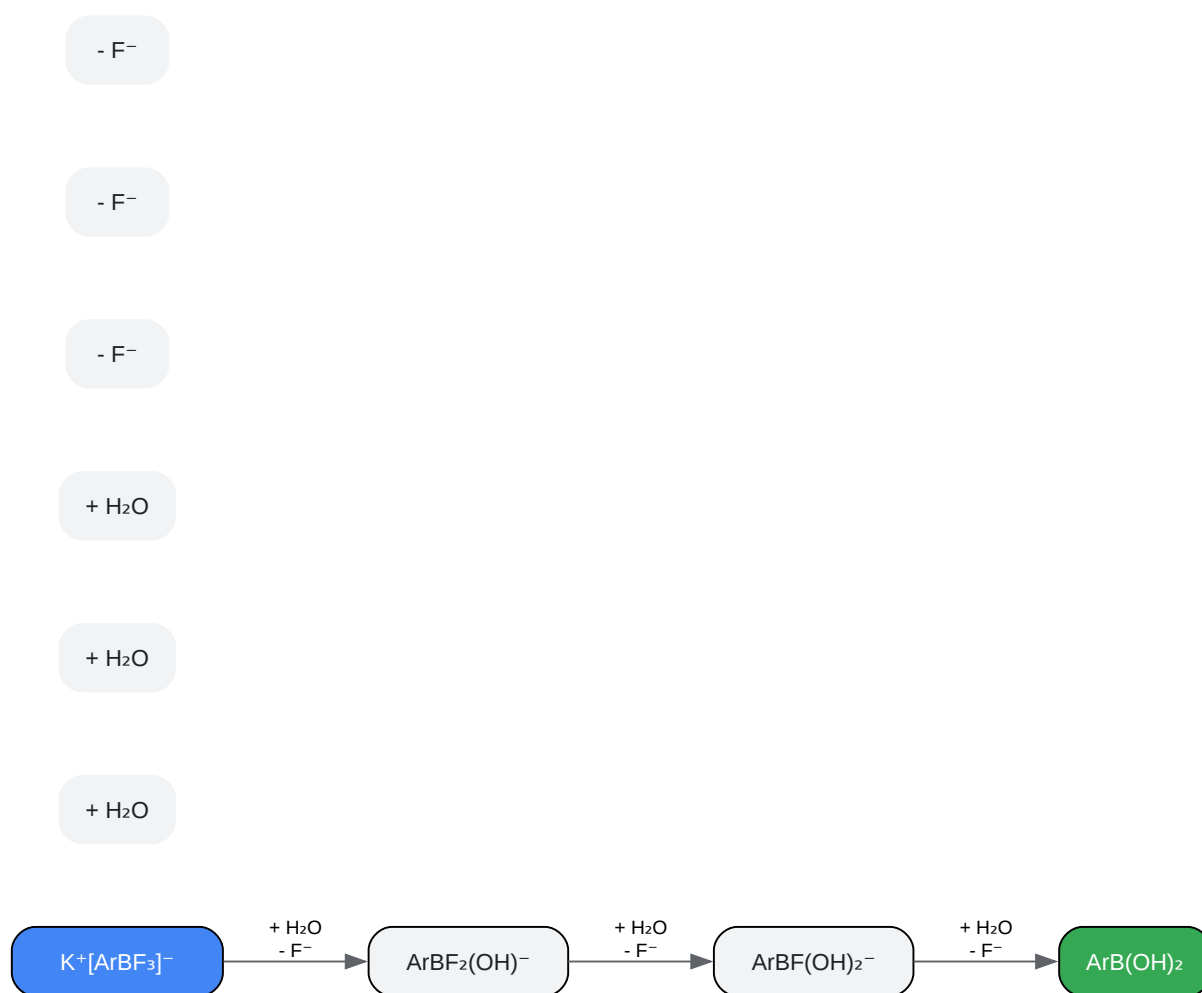 - F⁻
- F⁻
- F⁻
+ H₂O
+ H₂O
+ H₂O
K⁺[ArBF₃]⁻
+ H₂O
- F⁻
ArBF₂(OH)⁻
+ H₂O
- F⁻
ArBF(OH)₂⁻
+ H₂O
- F⁻
ArB(OH)₂